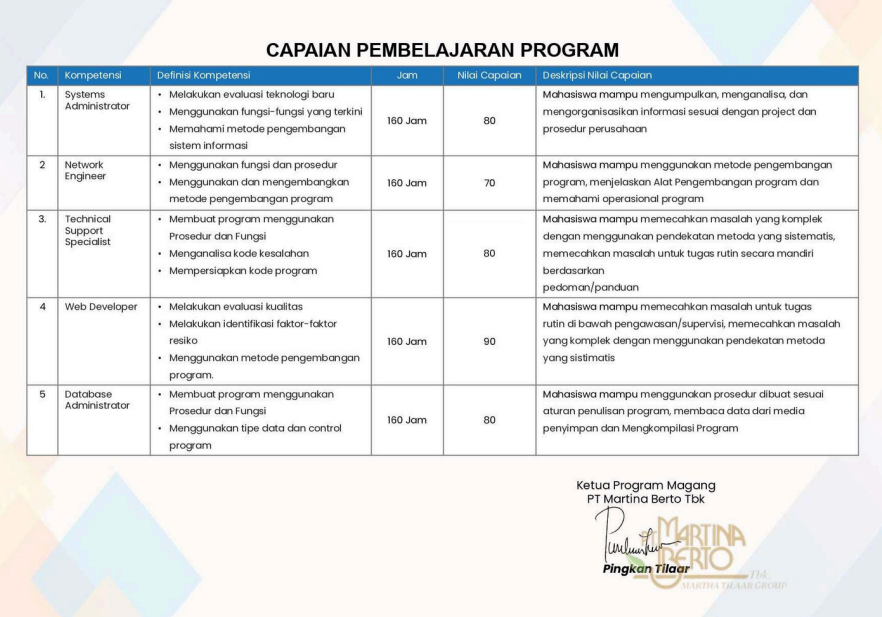 CAPAIAN PEMBELAJARAN PROGRAM
No. Kompetensi Definisi Kompetensi Jam Nilai Capaian Deskripsi Nilai Capaian
1. Systems Administrator
• Melakukan evaluasi teknologi baru
• Menggunakan fungsi-fungsi yang terkini
• Memahami metode pengembangan
sistem informasi
160 Jam
80
Mahasiswa mampu mengumpulkan, menganalisa, dan
mengorganisasikan informasi sesuai dengan project dan
prosedur perusahaan
2 Network
Engineer
• Menggunakan fungsi dan prosedur
• Menggunakan dan mengembangkan
metode pengembangan program
160 Jam
70
Mahasiswa mampu menggunakan metode pengembangan
program, menjelaskan Alat Pengembangan program dan
memahami operasional program
3. Technical
Support
Specialist
• Membuat program menggunakan
Prosedur dan Fungsi
• Menganalisa kode kesalahan
• Mempersiapkan kode program
160 Jam
80
Mahasiswa mampu memecahkan masalah yang komplek
dengan menggunakan pendekatan metoda yang sistematis,
memecahkan masalah untuk tugas rutin secara mandiri
berdasarkan
pedoman/panduan
4 Web Developer
• Melakukan evaluasi kualitas
• Melakukan identifikasi faktor-faktor
resiko
• Menggunakan metode pengembangan
program.
160 Jam
90
Mahasiswa mampu memecahkan masalah untuk tugas
rutin di bawah pengawasan/supervisi, memecahkan masalah
yang komplek dengan menggunakan pendekatan metoda
yang sistimatis
5 Database
Administrator
• Membuat program menggunakan
Prosedur dan Fungsi
• Menggunakan tipe data dan control
program
160 Jam
80
Mahasiswa mampu menggunakan prosedur dibuat sesuai
aturan penulisan program, membaca data dari media
penyimpan dan Mengkompilasi Program
Ketua Program Magang
PT Martina Berto Tbk
MARTINA
BERTO
Pingkan Tilaar
Tbk
MARTHA TILAAR GROUP